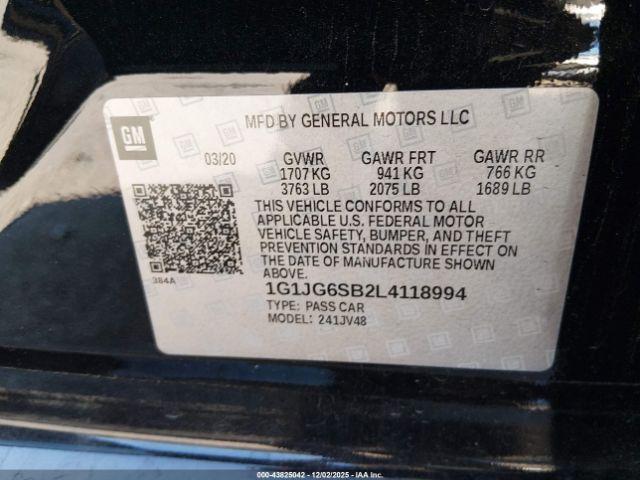 GM
MFD BY GENERAL MOTORS LLC
03/20 GVWR GAWR FRT GAWR RR
1707 KG 941 KG 766 KG
3763 LB 2075 LB 1689 LB
THIS VEHICLE CONFORMS TO ALL
APPLICABLE U.S. FEDERAL MOTOR
VEHICLE SAFETY, BUMPER, AND THEFT
PREVENTION STANDARDS IN EFFECT ON
THE DATE OF MANUFACTURE SHOWN
ABOVE.
384A
1G1JG6SB2L4118994
TYPE: PASS CAR
MODEL: 241JV48
00-43825042 - 12/02/2025 - IAAI.COM